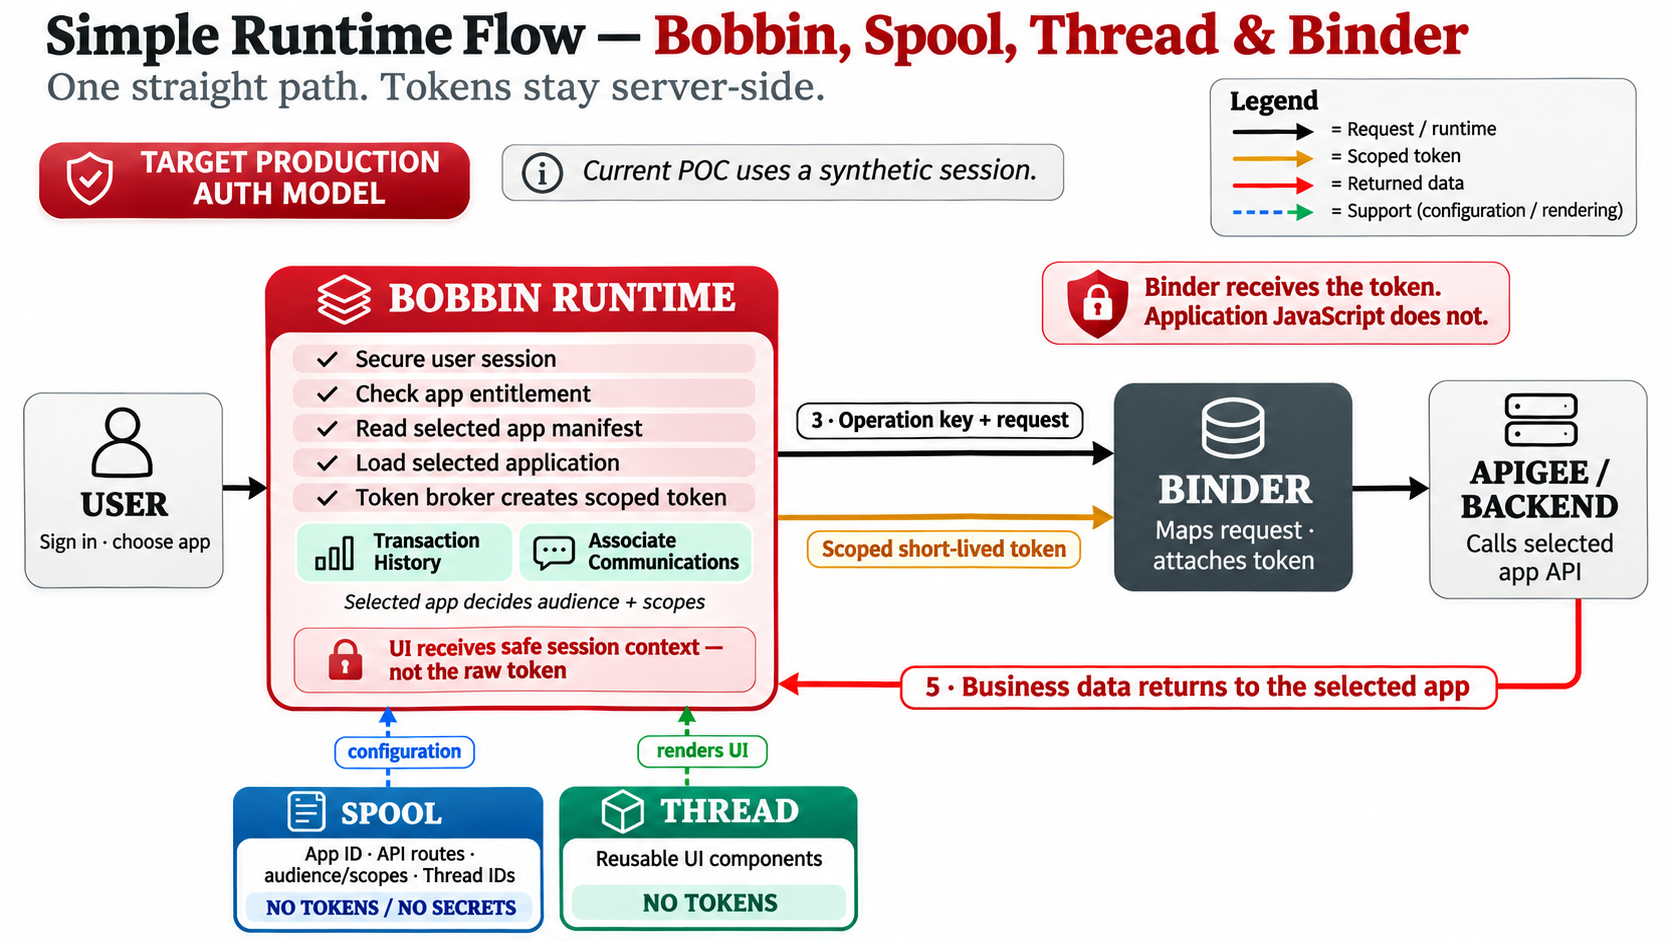 Simple Runtime Flow — Bobbin, Spool, Thread & Binder
One straight path. Tokens stay server-side.
TARGET PRODUCTION
AUTH MODEL
Current POC uses a synthetic session.
Legend
= Request / runtime
= Scoped token
= Returned data
= Support (configuration / rendering)
Binder receives the token.
Application JavaScript does not.
USER
Sign in · choose app
BOBBIN RUNTIME
Secure user session
Check app entitlement
Read selected app manifest
Load selected application
Token broker creates scoped token
Transaction
History
Associate
Communications
Selected app decides audience + scopes
UI receives safe session context —
not the raw token
3 · Operation key + request
Scoped short-lived token
BINDER
Maps request ·
attaches token
APIGEE /
BACKEND
Calls selected
app API
5 · Business data returns to the selected app
configuration
renders UI
SPOOL
App ID · API routes ·
audience/scopes · Thread IDs
NO TOKENS / NO SECRETS
THREAD
Reusable UI components
NO TOKENS